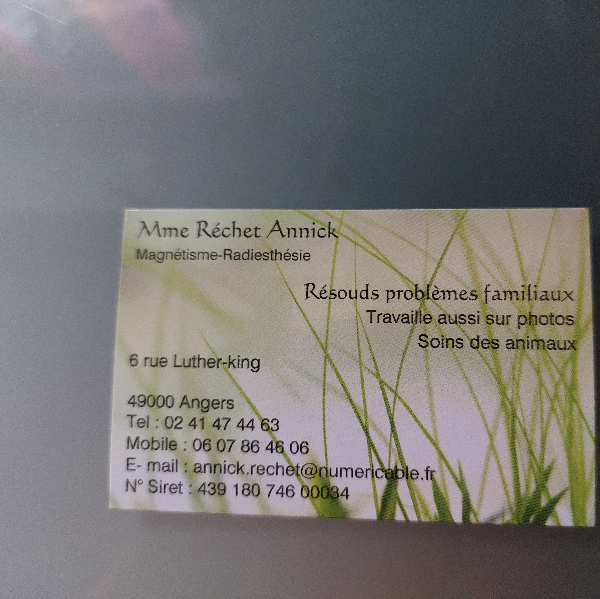 Mme Réchet Annick
Magnétisme-Radiesthésie
Résouds problèmes familiaux
Travaille aussi sur photos
Soins des animaux
6 rue Luther-king
49000 Angers
Tel : 02 41 47 44 63
Mobile : 06 07 86 46 06
E- mail : annick.rechet@numericable.fr
N° Siret : 439 180 746 00034